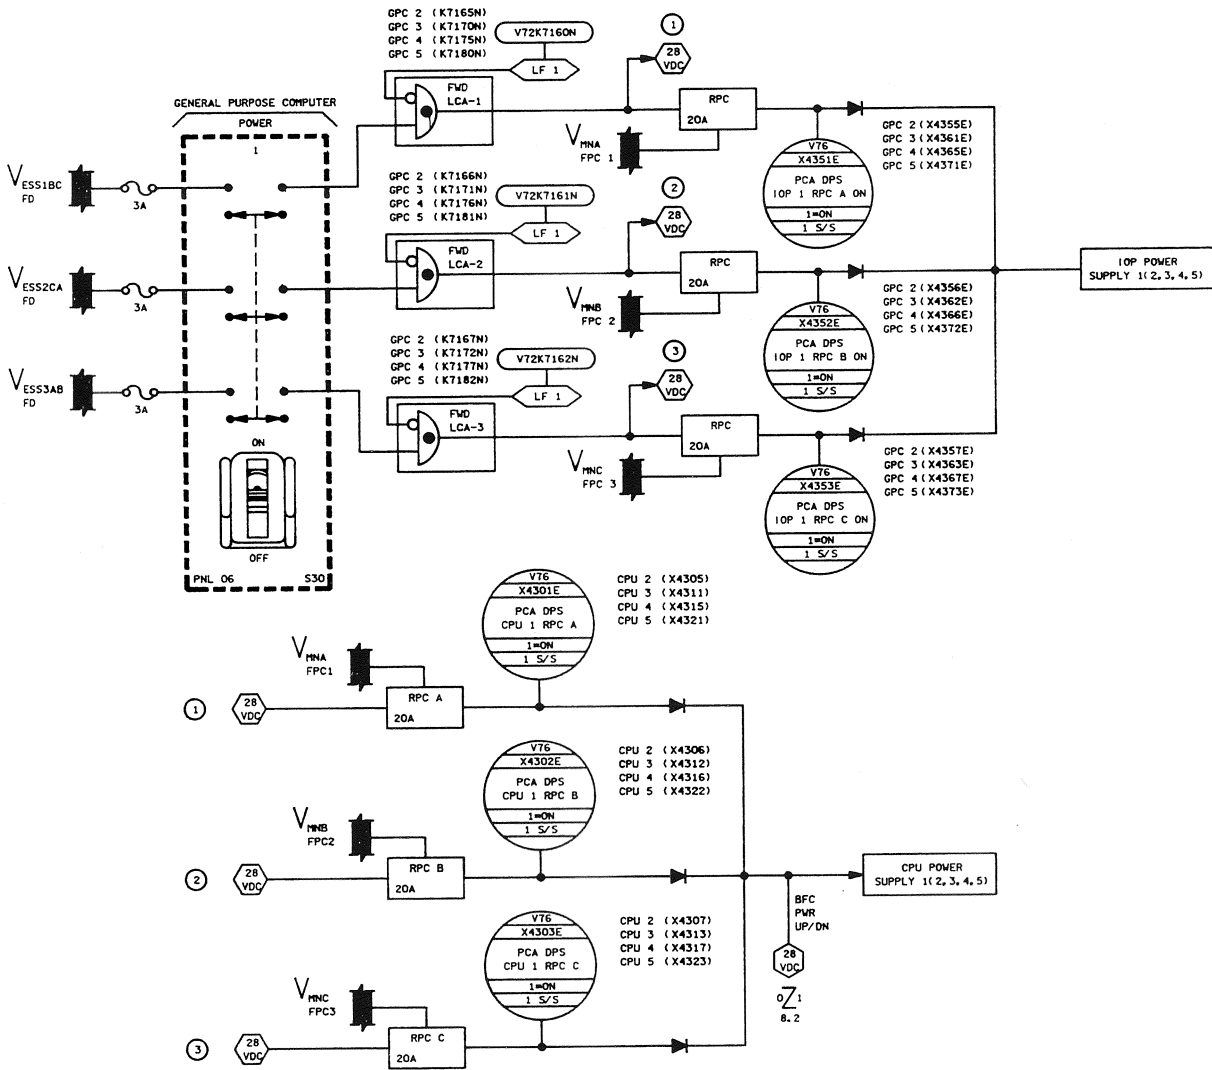 GPC 2 (K7165N)
GPC 3 (K7170N)
GPC 4 (K7175N)
GPC 5 (K7180N)
V72K7160N
LF 1
FWD
LCA-1
1
28
VDC
RPC
20A
V MNA
FPC 1
V76
X4351E
PCA DPS
IOP 1 RPC A ON
1=ON
1 S/S
GPC 2 (X4355E)
GPC 3 (X4361E)
GPC 4 (X4365E)
GPC 5 (X4371E)
GENERAL PURPOSE COMPUTER
POWER
1
V ESS1BC
FD
3A
GPC 2 (K7166N)
GPC 3 (K7171N)
GPC 4 (K7176N)
GPC 5 (K7181N)
V72K7161N
LF 1
FWD
LCA-2
2
28
VDC
RPC
20A
V MNB
FPC 2
V76
X4352E
PCA DPS
IOP 1 RPC B ON
1=ON
1 S/S
GPC 2 (X4356E)
GPC 3 (X4362E)
GPC 4 (X4366E)
GPC 5 (X4372E)
IOP POWER
SUPPLY 1(2,3,4,5)
V ESS2CA
FD
3A
GPC 2 (K7167N)
GPC 3 (K7172N)
GPC 4 (K7177N)
GPC 5 (K7182N)
V72K7162N
LF 1
FWD
LCA-3
3
28
VDC
RPC
20A
V MNC
FPC 3
V76
X4353E
PCA DPS
IOP 1 RPC C ON
1=ON
1 S/S
GPC 2 (X4357E)
GPC 3 (X4363E)
GPC 4 (X4367E)
GPC 5 (X4373E)
V ESS3AB
FD
3A
ON
OFF
PNL O6
S30
V76
X4301E
PCA DPS
CPU 1 RPC A
1=ON
1 S/S
CPU 2 (X4305)
CPU 3 (X4311)
CPU 4 (X4315)
CPU 5 (X4321)
V MNA
FPC1
1
28
VDC
RPC A
20A
V76
X4302E
PCA DPS
CPU 1 RPC B
1=ON
1 S/S
CPU 2 (X4306)
CPU 3 (X4312)
CPU 4 (X4316)
CPU 5 (X4322)
V MNB
FPC2
2
28
VDC
RPC B
20A
CPU POWER
SUPPLY 1(2,3,4,5)
BFC
PWR
UP/DN
28
VDC
0 Z 1
8.2
V76
X4303E
PCA DPS
CPU 1 RPC C
1=ON
1 S/S
CPU 2 (X4307)
CPU 3 (X4313)
CPU 4 (X4317)
CPU 5 (X4323)
V MNC
FPC3
3
28
VDC
RPC C
20A